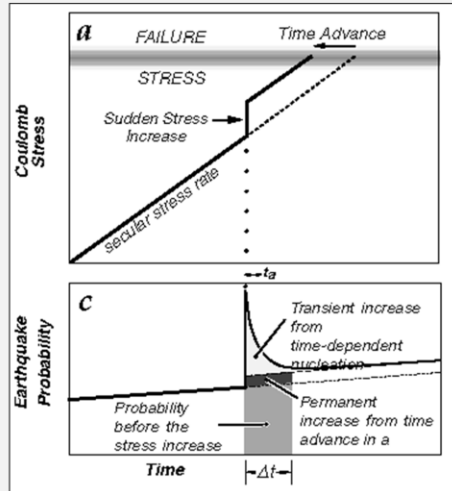 a
FAILURE
Time Advance
STRESS
Sudden Stress
Increase
Coulomb
Stress
secular stress rate
ta
c
Transient increase
from
time-dependent
nucleation
Earthquake
Probability
Probability
before the
stress increase
Permanent
increase from time
advance in a
Time
Δt